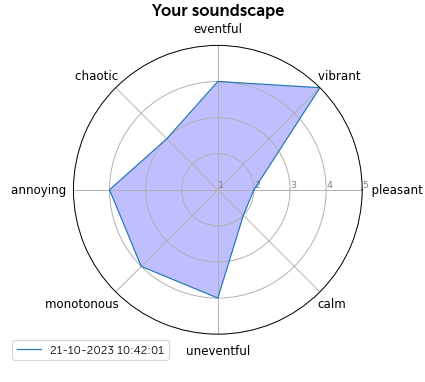 Your soundscape
eventful
chaotic
vibrant
annoying
1
2
3
4
5
pleasant
monotonous
calm
uneventful
21-10-2023 10:42:01